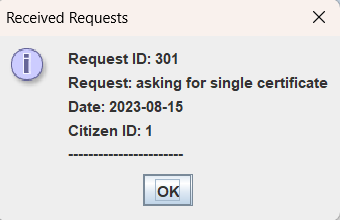 Received Requests
Request ID: 301
Request: asking for single certificate
Date: 2023-08-15
Citizen ID: 1
-----------------------
OK